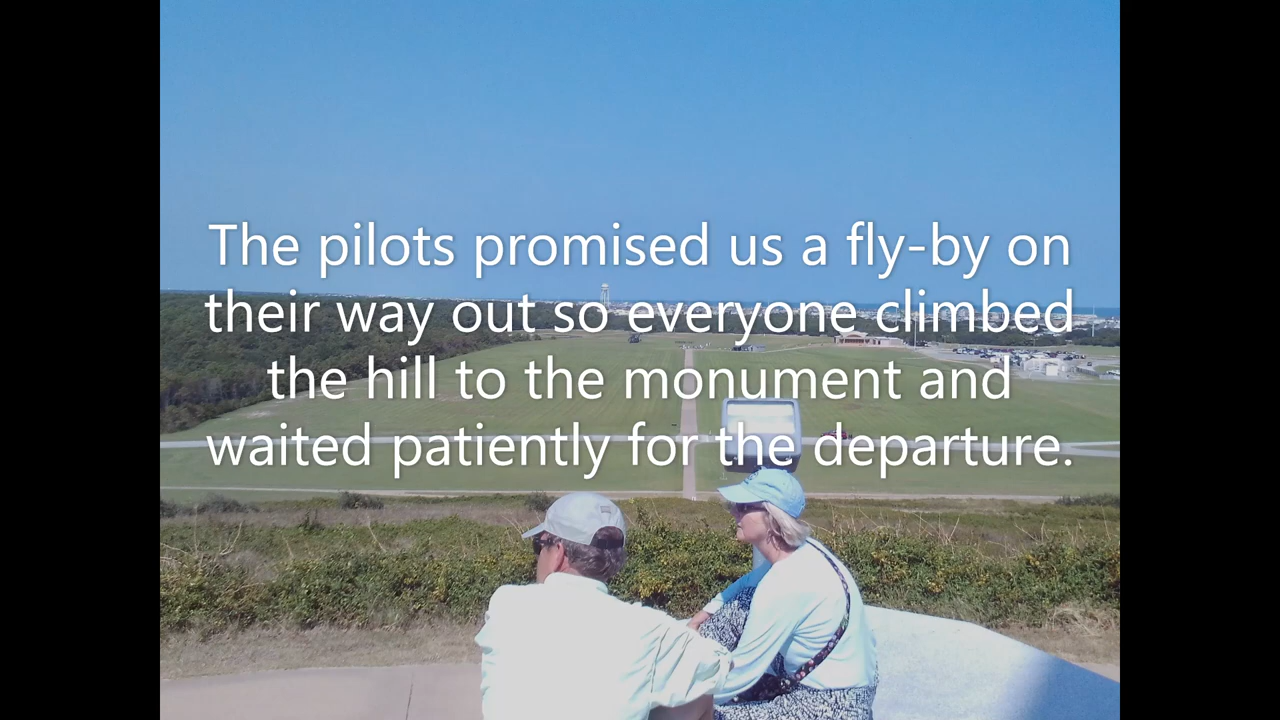 The pilots promised us a fly-by on
their way out so everyone climbed
the hill to the monument and
waited patiently for the departure.